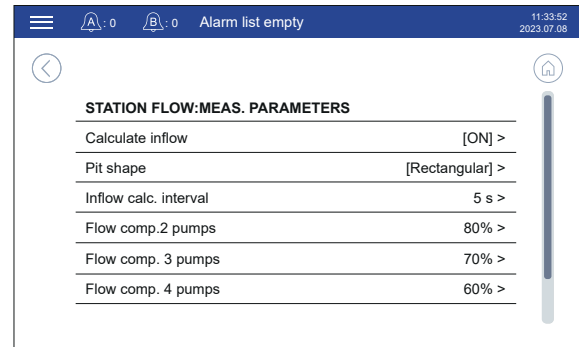 A : 0 B : 0 Alarm list empty 11:33:52
2023.07.08
STATION FLOW:MEAS. PARAMETERS
Calculate inflow [ON] >
Pit shape [Rectangular] >
Inflow calc. interval 5 s >
Flow comp.2 pumps 80% >
Flow comp. 3 pumps 70% >
Flow comp. 4 pumps 60% >